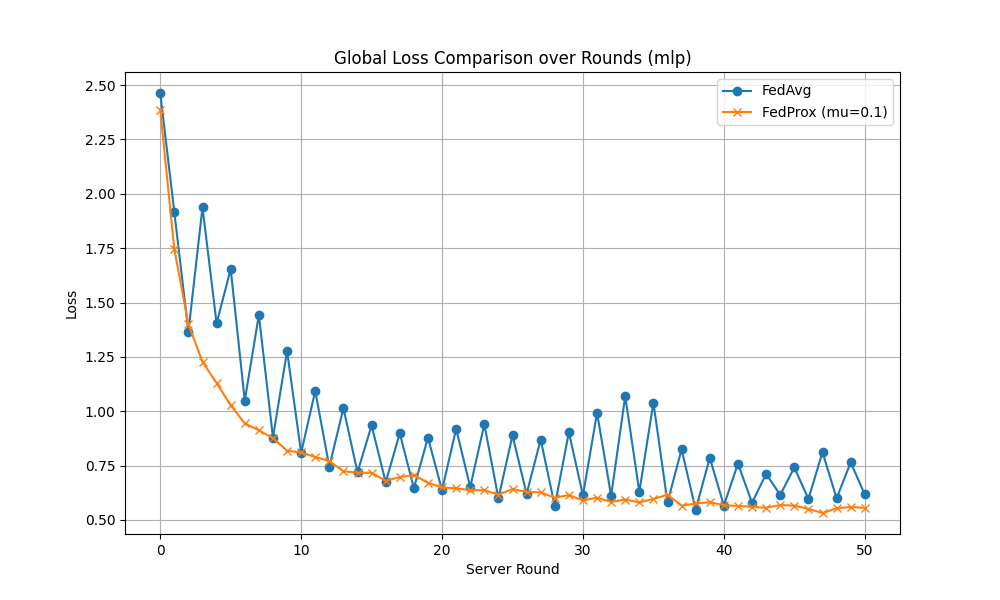 Global Loss Comparison over Rounds (mlp)
FedAvg
FedProx (mu=0.1)
Loss
2.50
2.25
2.00
1.75
1.50
1.25
1.00
0.75
0.50
0 10 20 30 40 50
Server Round